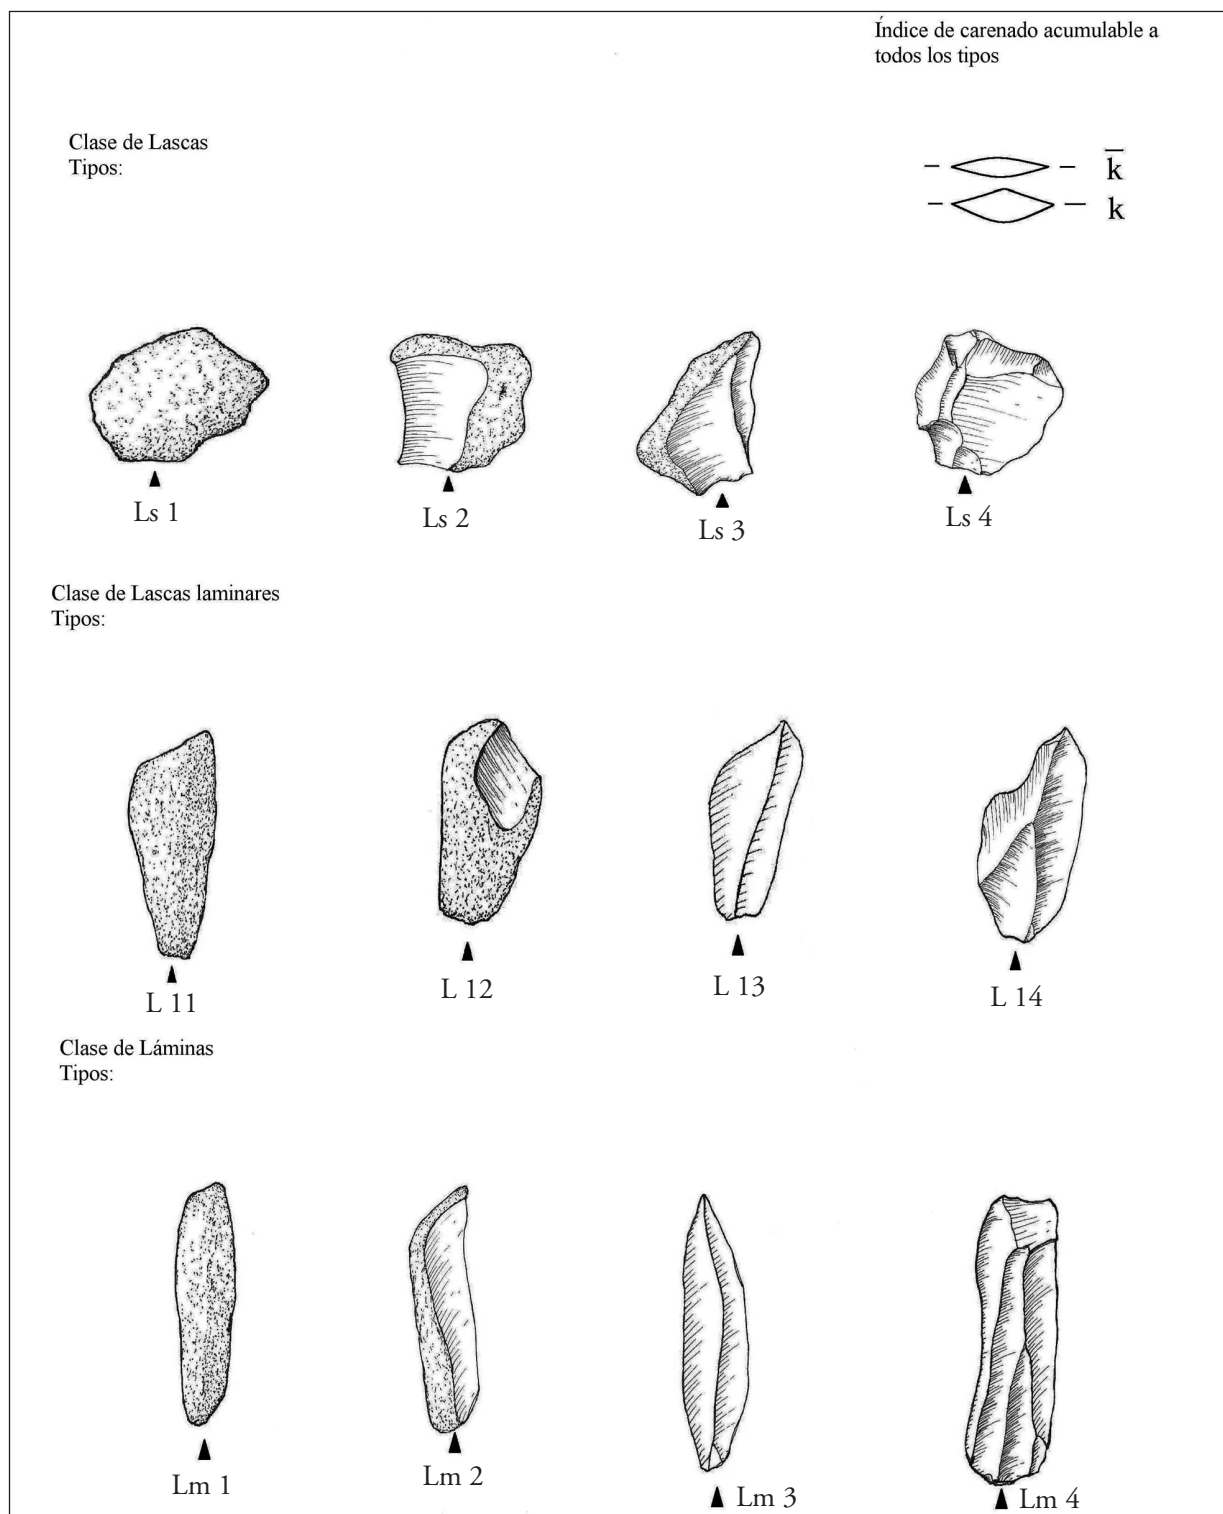 Índice de carenado acumulable a
todos los tipos
Clase de Lascas
Tipos:
k̅
k
Ls 1
Ls 2
Ls 3
Ls 4
Clase de Lascas laminares
Tipos:
L 11
L 12
L 13
L 14
Clase de Láminas
Tipos:
Lm 1
Lm 2
Lm 3
Lm 4